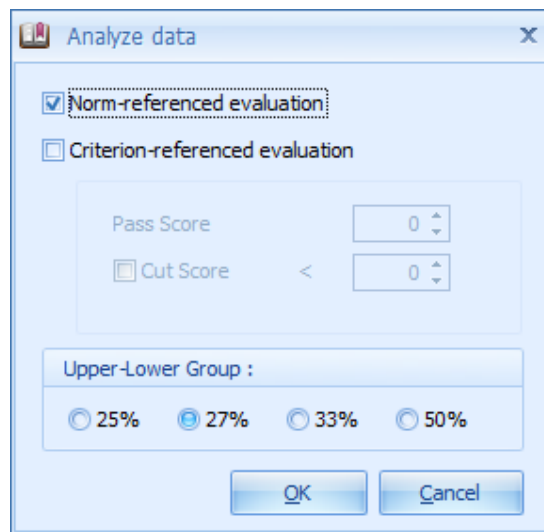 Analyze data
Norm-referenced evaluation
Criterion-referenced evaluation
Pass Score 0
Cut Score < 0
Upper-Lower Group :
25% 27% 33% 50%
OK Cancel